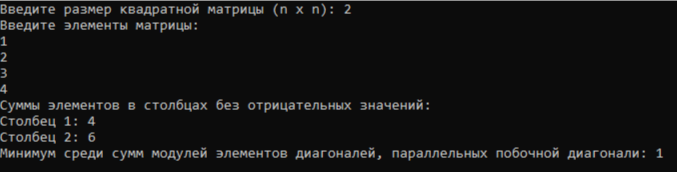 Введите размер квадратной матрицы (n x n): 2
Введите элементы матрицы:
1
2
3
4
Суммы элементов в столбцах без отрицательных значений:
Столбец 1: 4
Столбец 2: 6
Минимум среди сумм модулей элементов диагоналей, параллельных побочной диагонали: 1